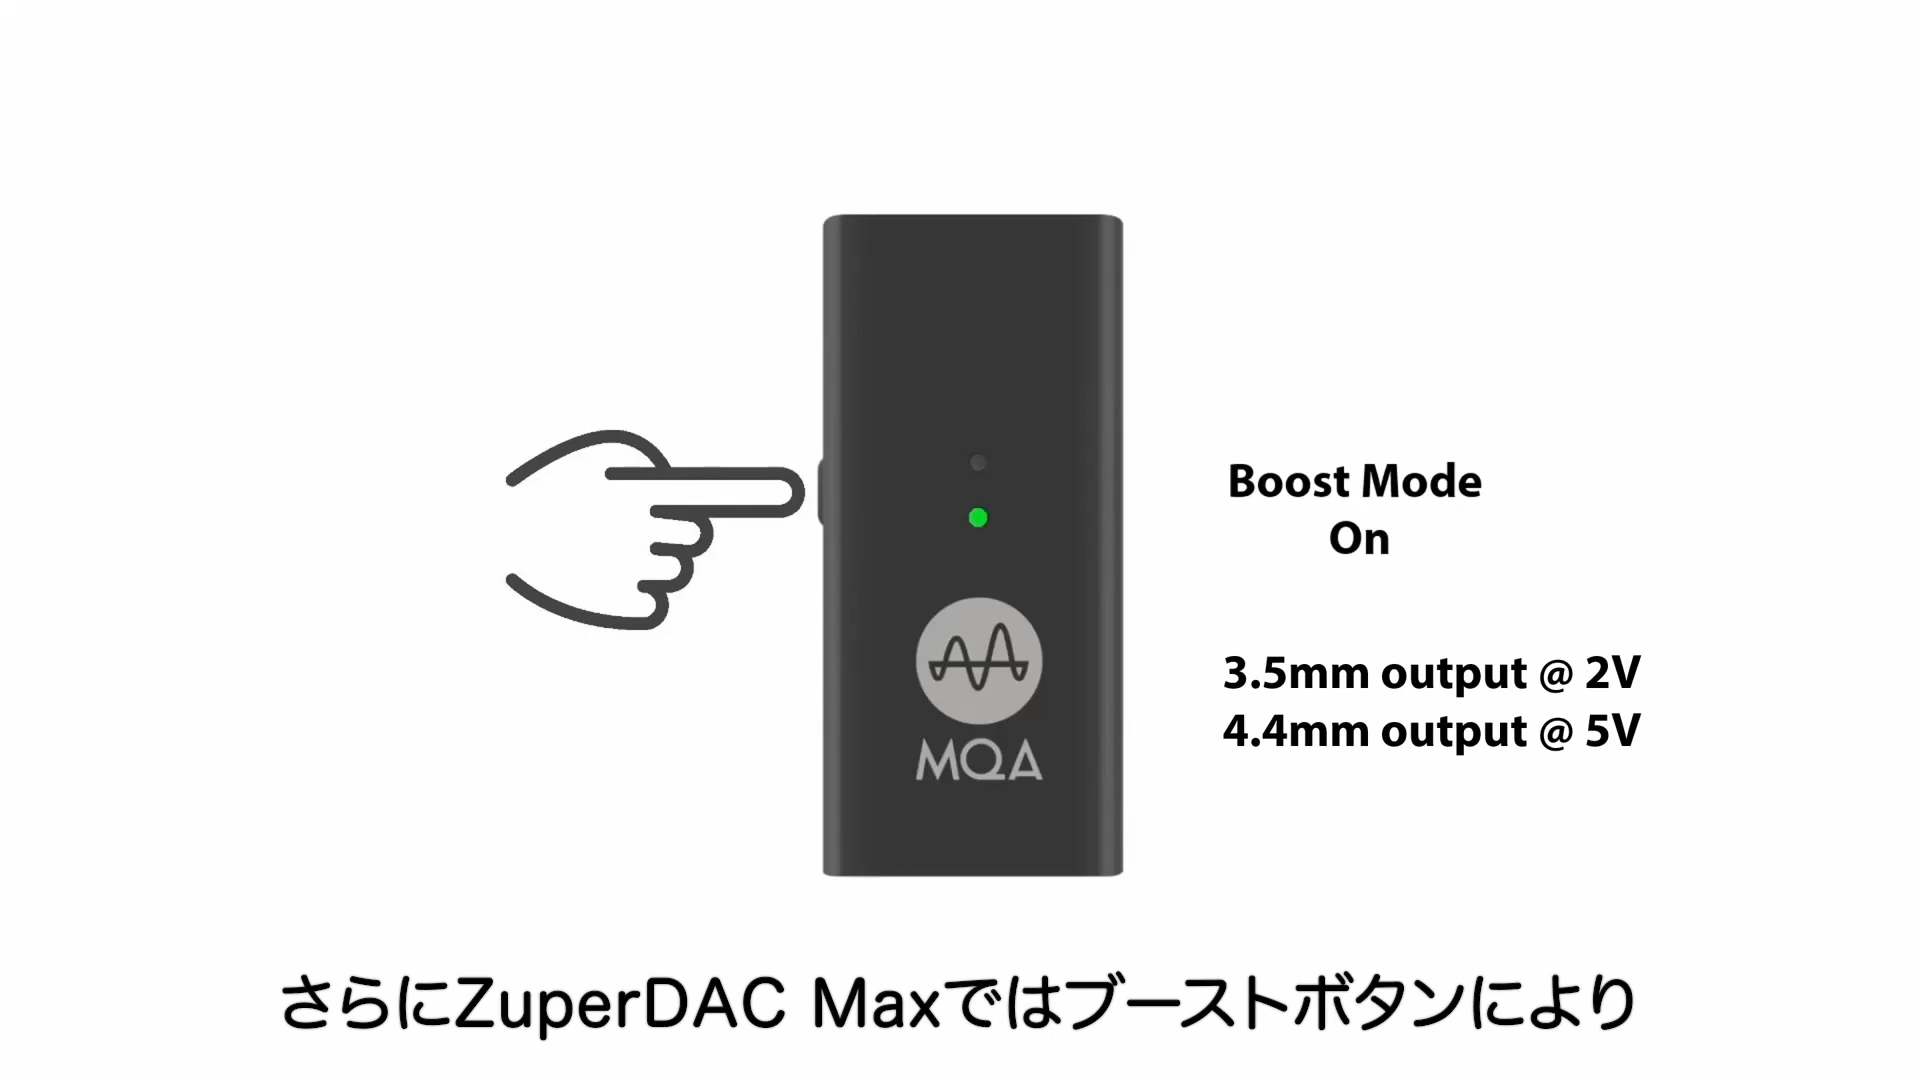 Boost Mode
On
3.5mm output @ 2V
4.4mm output @ 5V
MQA
さらにZuperDAC Maxではブーストボタンにより